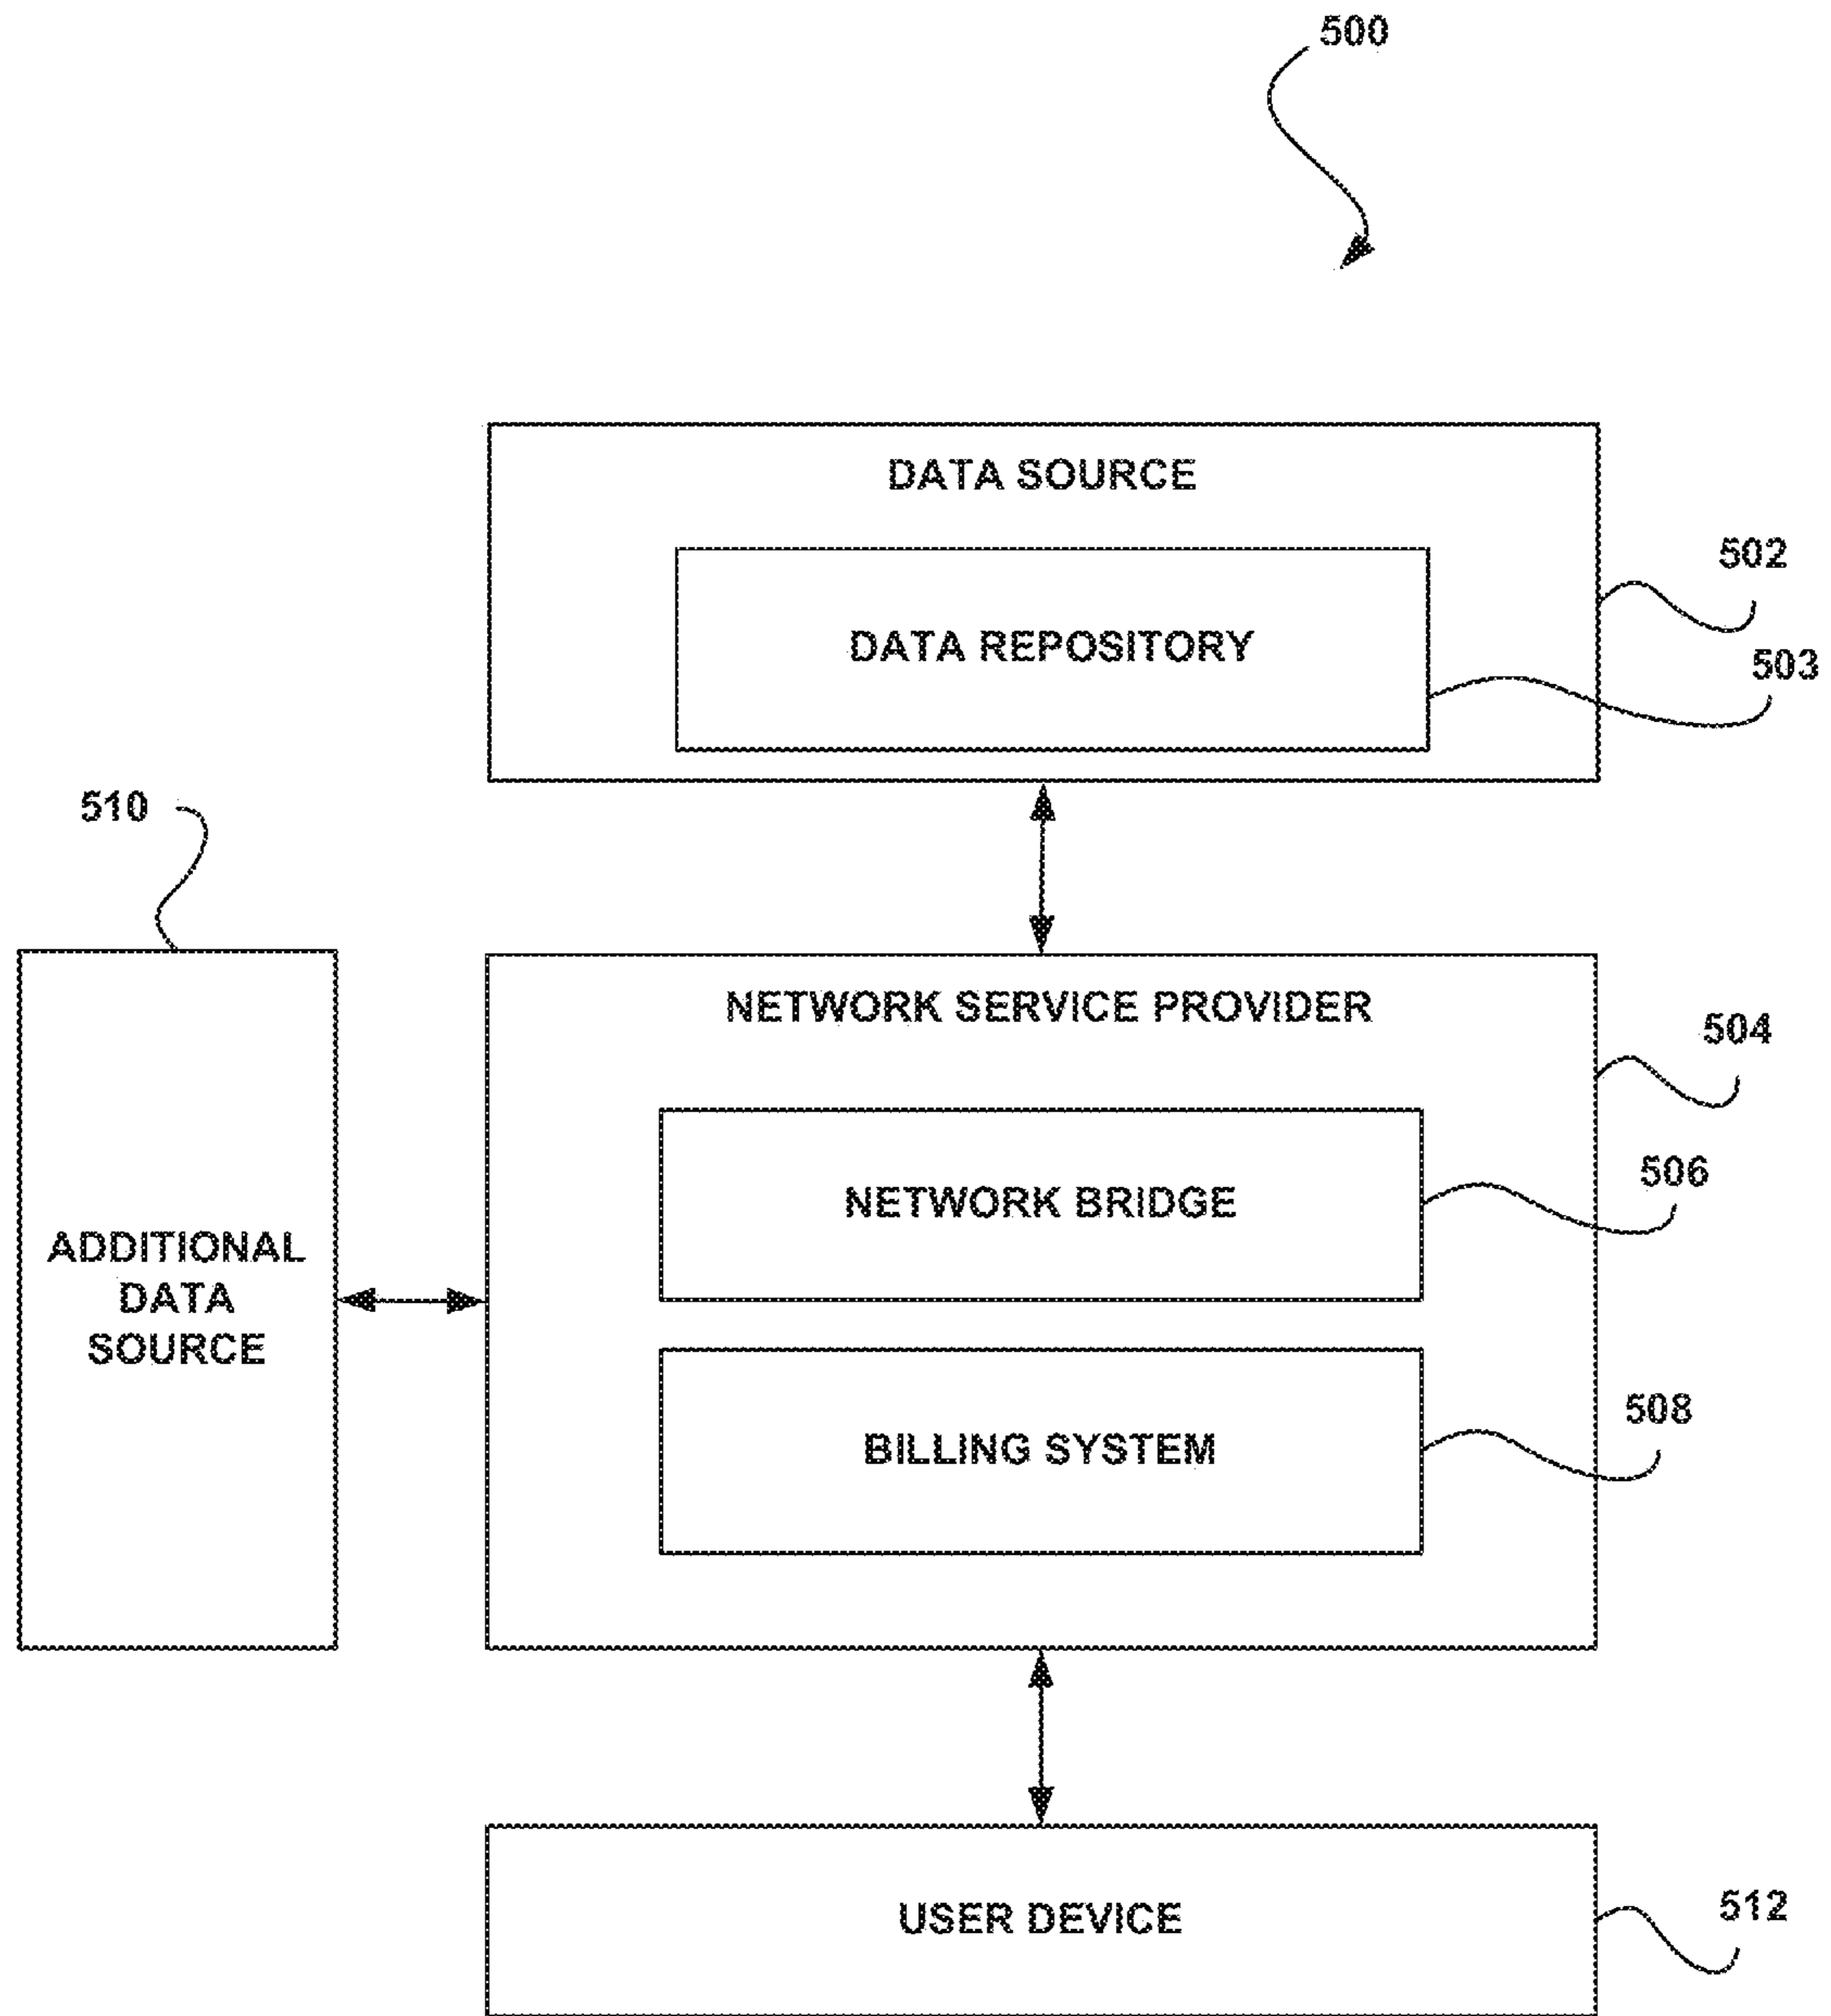 500
DATA SOURCE
502
DATA REPOSITORY
503
510
NETWORK SERVICE PROVIDER
504
NETWORK BRIDGE
506
ADDITIONAL
DATA
SOURCE
BILLING SYSTEM
508
USER DEVICE
512